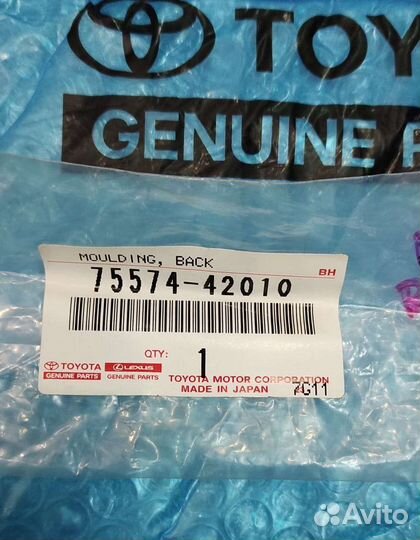 TOY
GENUINE P
MOULDING, BACK
BH
75574-42010
QTY:
1
TOYOTA
GENUINE PARTS
LEXUS
GENUINE PARTS
TOYOTA MOTOR CORPORATION
MADE IN JAPAN
7G11
Avito